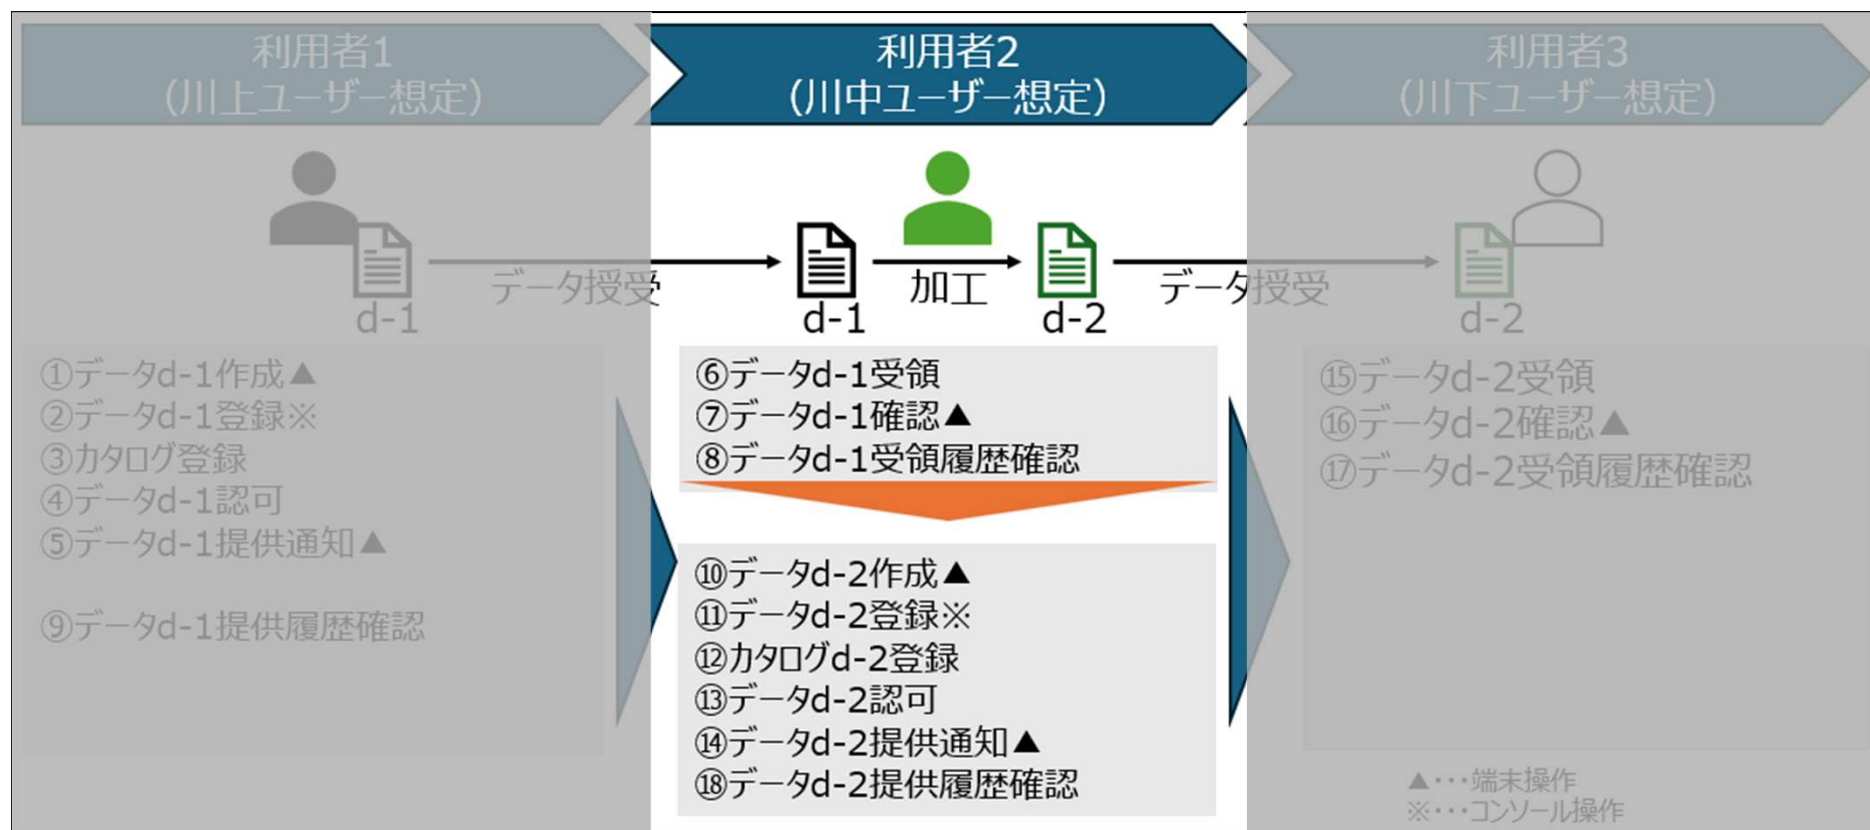 利用者1
(川上ユーザー想定)
利用者2
(川中ユーザー想定)
利用者3
(川下ユーザー想定)
データ授受
加工
データ授受
d-1
d-1
d-2
d-2
①データd-1作成▲
②データd-1登録※
③カタログ登録
④データd-1認可
⑤データd-1提供通知▲
⑨データd-1提供履歴確認
⑥データd-1受領
⑦データd-1確認▲
⑧データd-1受領履歴確認
⑩データd-2作成▲
⑪データd-2登録※
⑫カタログd-2登録
⑬データd-2認可
⑭データd-2提供通知▲
⑱データd-2提供履歴確認
⑮データd-2受領
⑯データd-2確認▲
⑰データd-2受領履歴確認
▲・・・端末操作
※・・・コンソール操作